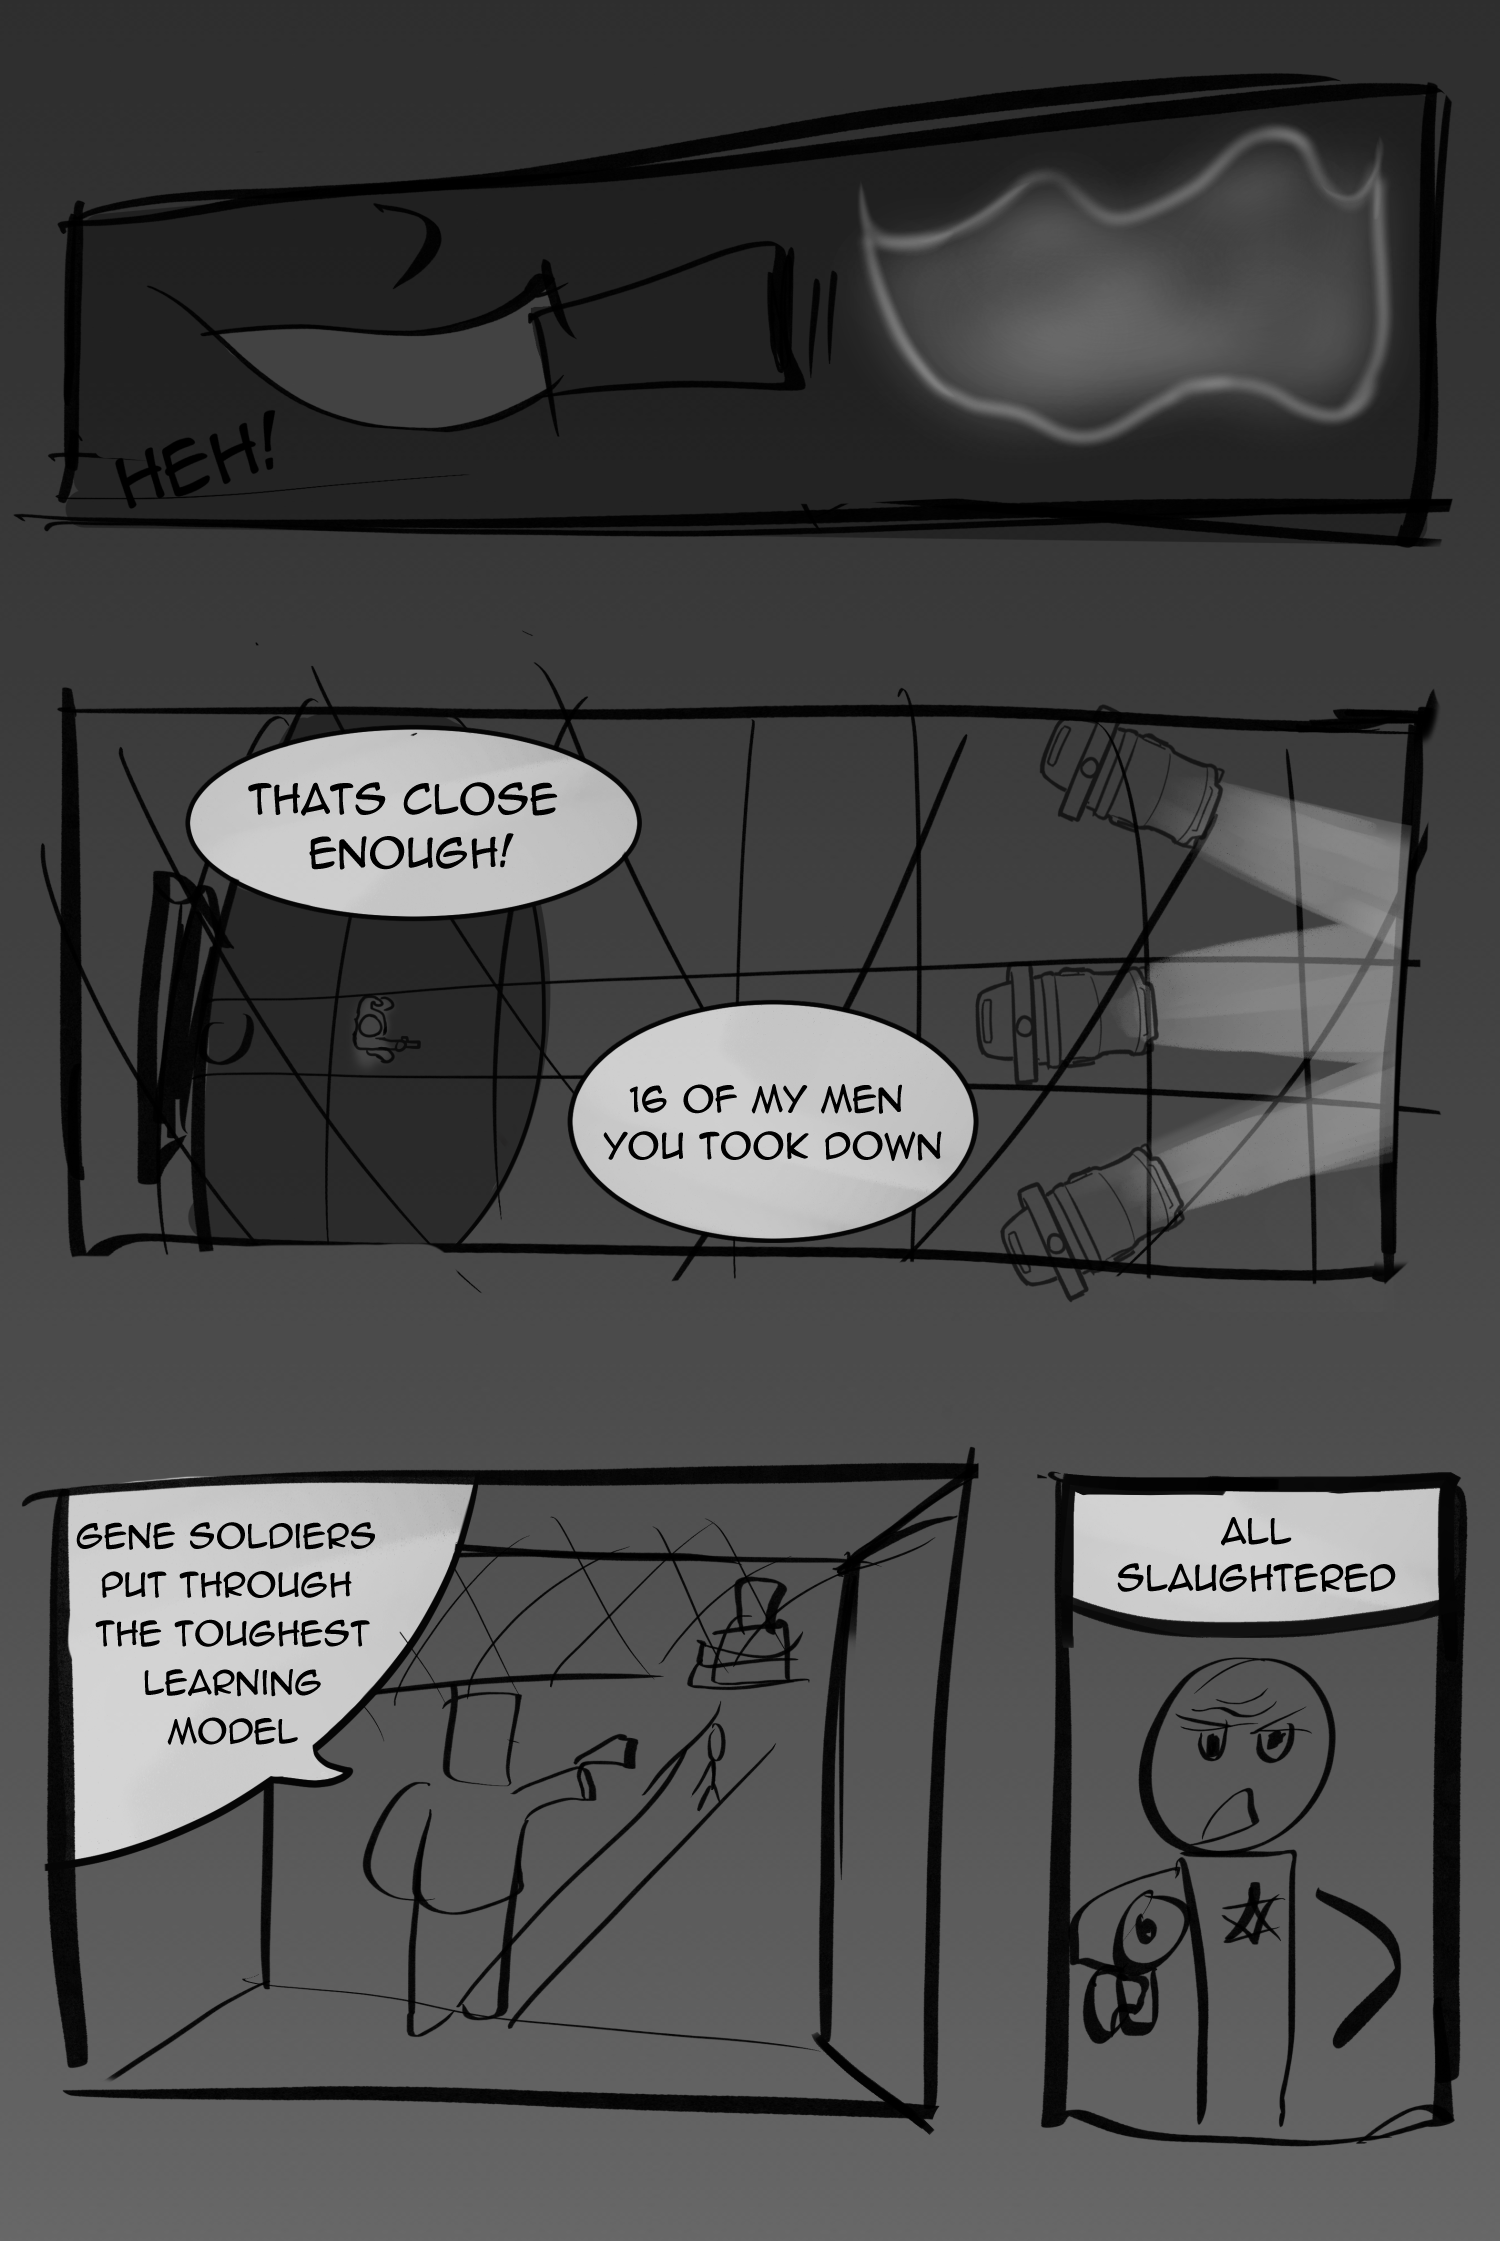 HEH!
THATS CLOSE
ENOUGH!
16 OF MY MEN
YOU TOOK DOWN
GENE SOLDIERS
PUT THROUGH
THE TOUGHEST
LEARNING
MODEL
ALL
SLAUGHTERED